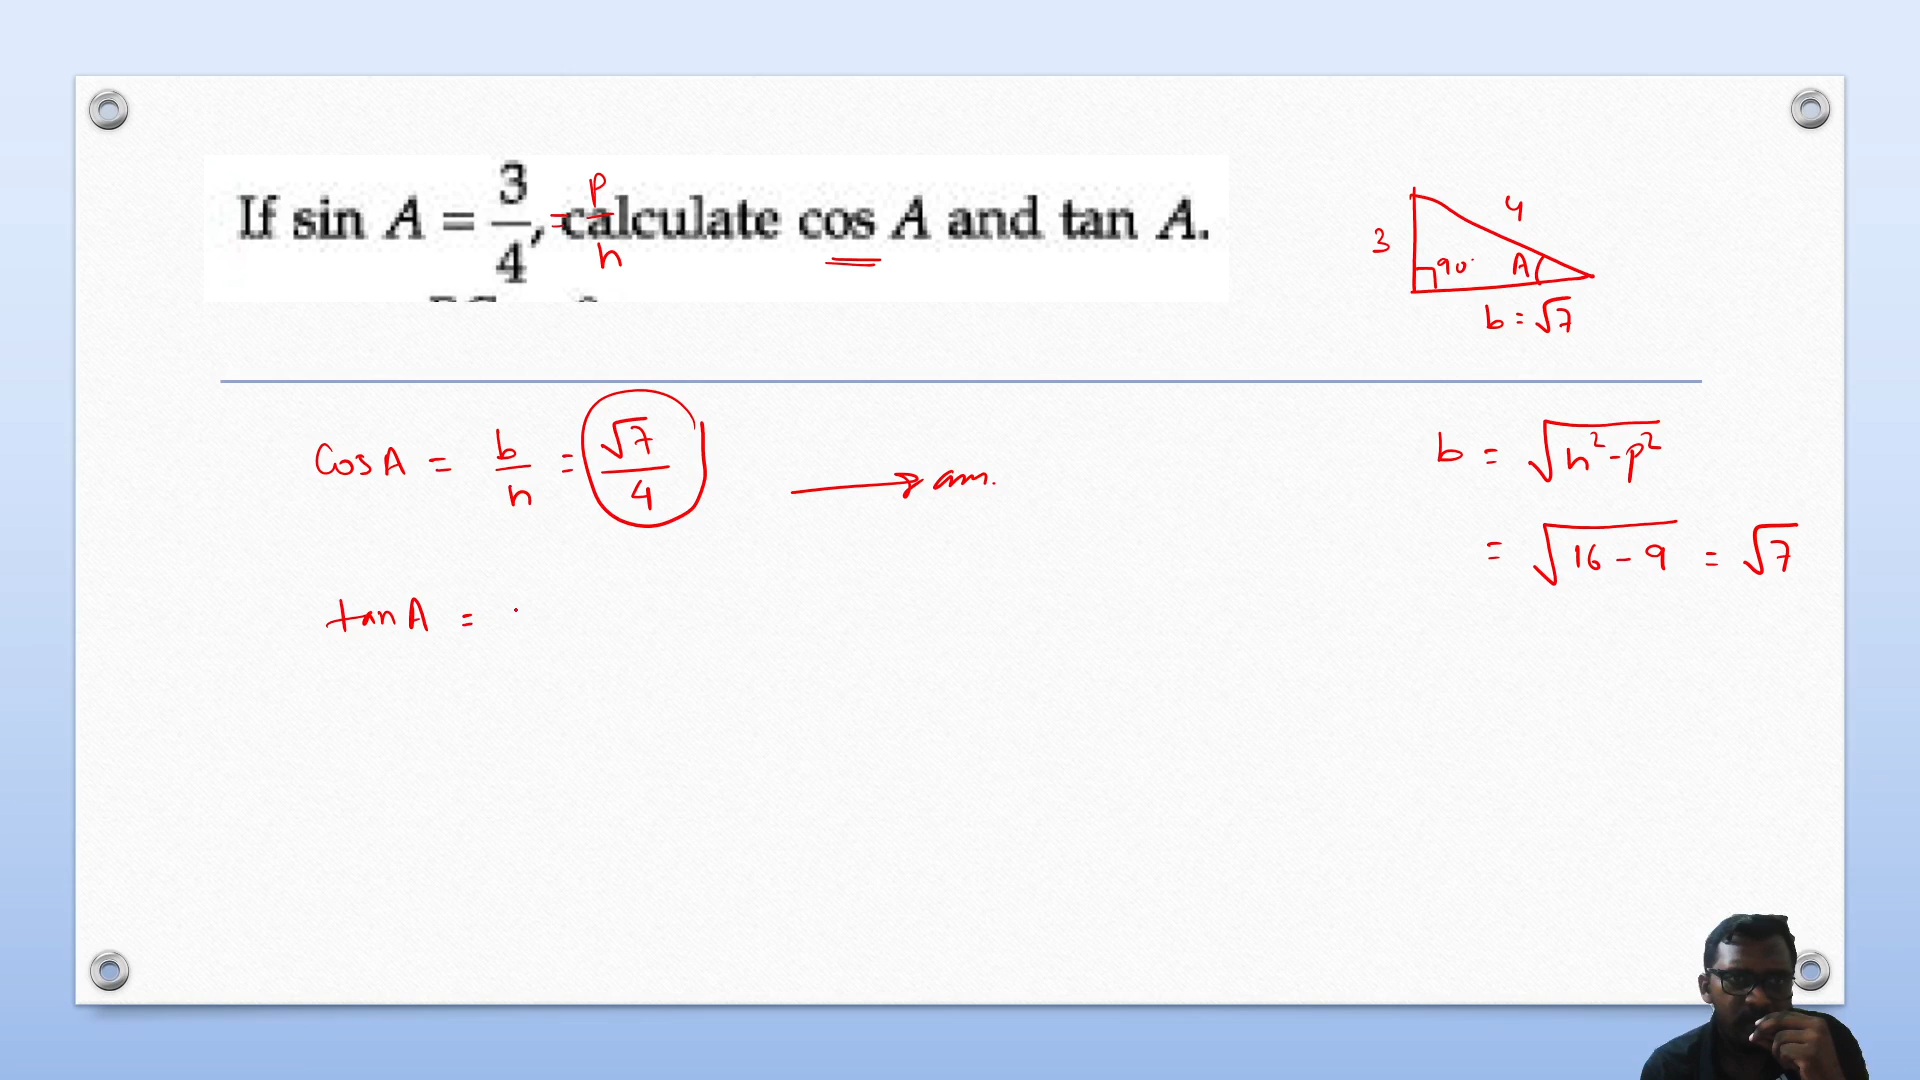 If sin A = 3/4, calculate cos A and tan A.
= p/h
3
4
90°
A
b = √7
Cos A = b/h = √7/4 → ans.
b = √h²-p²
= √16-9 = √7
tan A =